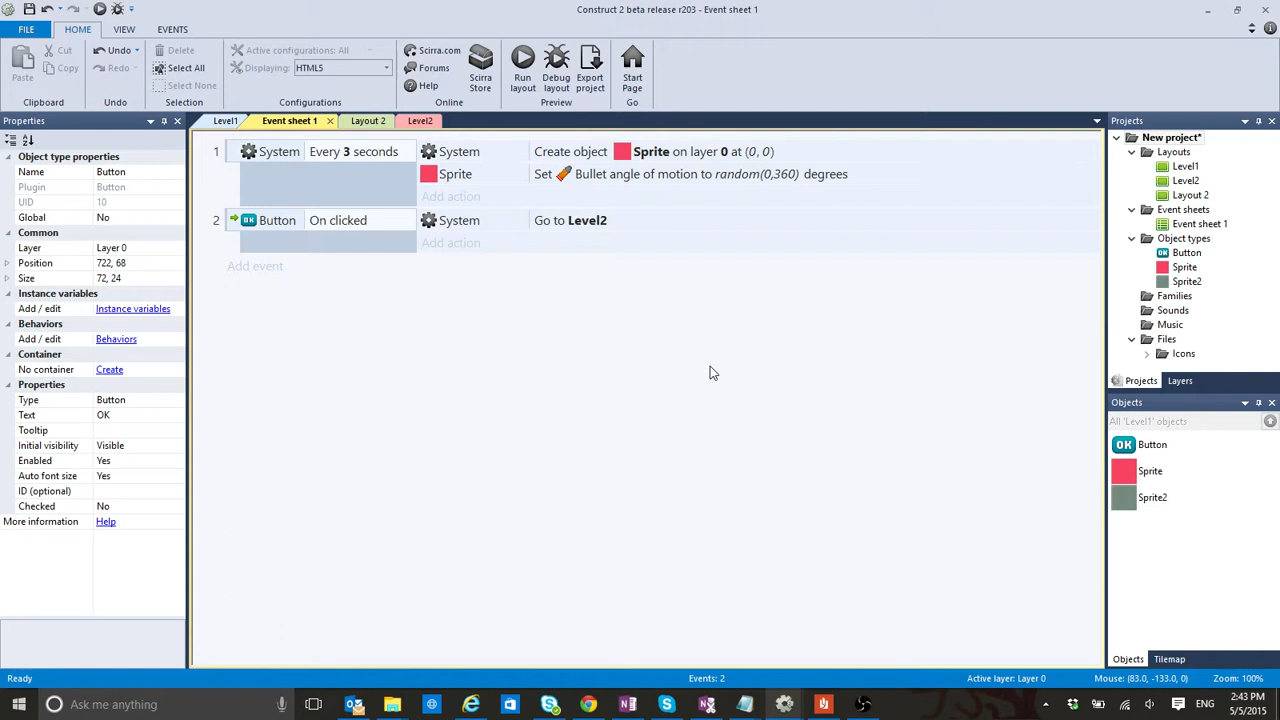 Construct 2 beta release r203 - Event sheet 1
FILE HOME VIEW EVENTS
Paste Cut Copy Clipboard
Undo Redo Undo
Delete Select All Select None Selection
Active configurations: All
Displaying: HTML5
Configurations
Scirra.com Forums Help Scirra Store Online
Run layout Debug layout Export project Preview
Start Page Go
Properties
Object type properties
Name Button
Plugin Button
UID 10
Global No
Common
Layer Layer 0
Position 722, 68
Size 72, 24
Instance variables
Add / edit Instance variables
Behaviors
Add / edit Behaviors
Container
No container Create
Properties
Type Button
Text OK
Tooltip
Initial visibility Visible
Enabled Yes
Auto font size Yes
ID (optional)
Checked No
More information Help
Level1 Event sheet 1 Layout 2 Level2
1 System Every 3 seconds System Create object Sprite on layer 0 at (0, 0)
Sprite Set Bullet angle of motion to random(0,360) degrees
Add action
2 OK Button On clicked System Go to Level2
Add action
Add event
Projects
New project*
Layouts
Level1
Level2
Layout 2
Event sheets
Event sheet 1
Object types
Button
Sprite
Sprite2
Families
Sounds
Music
Files
Icons
Projects Layers
Objects
All 'Level1' objects
OK Button
Sprite
Sprite2
Objects Tilemap
Ready Events: 2 Active layer: Layer 0 Mouse: (83.0, -133.0, 0) Zoom: 100%
Ask me anything
ENG
2:43 PM
5/5/2015